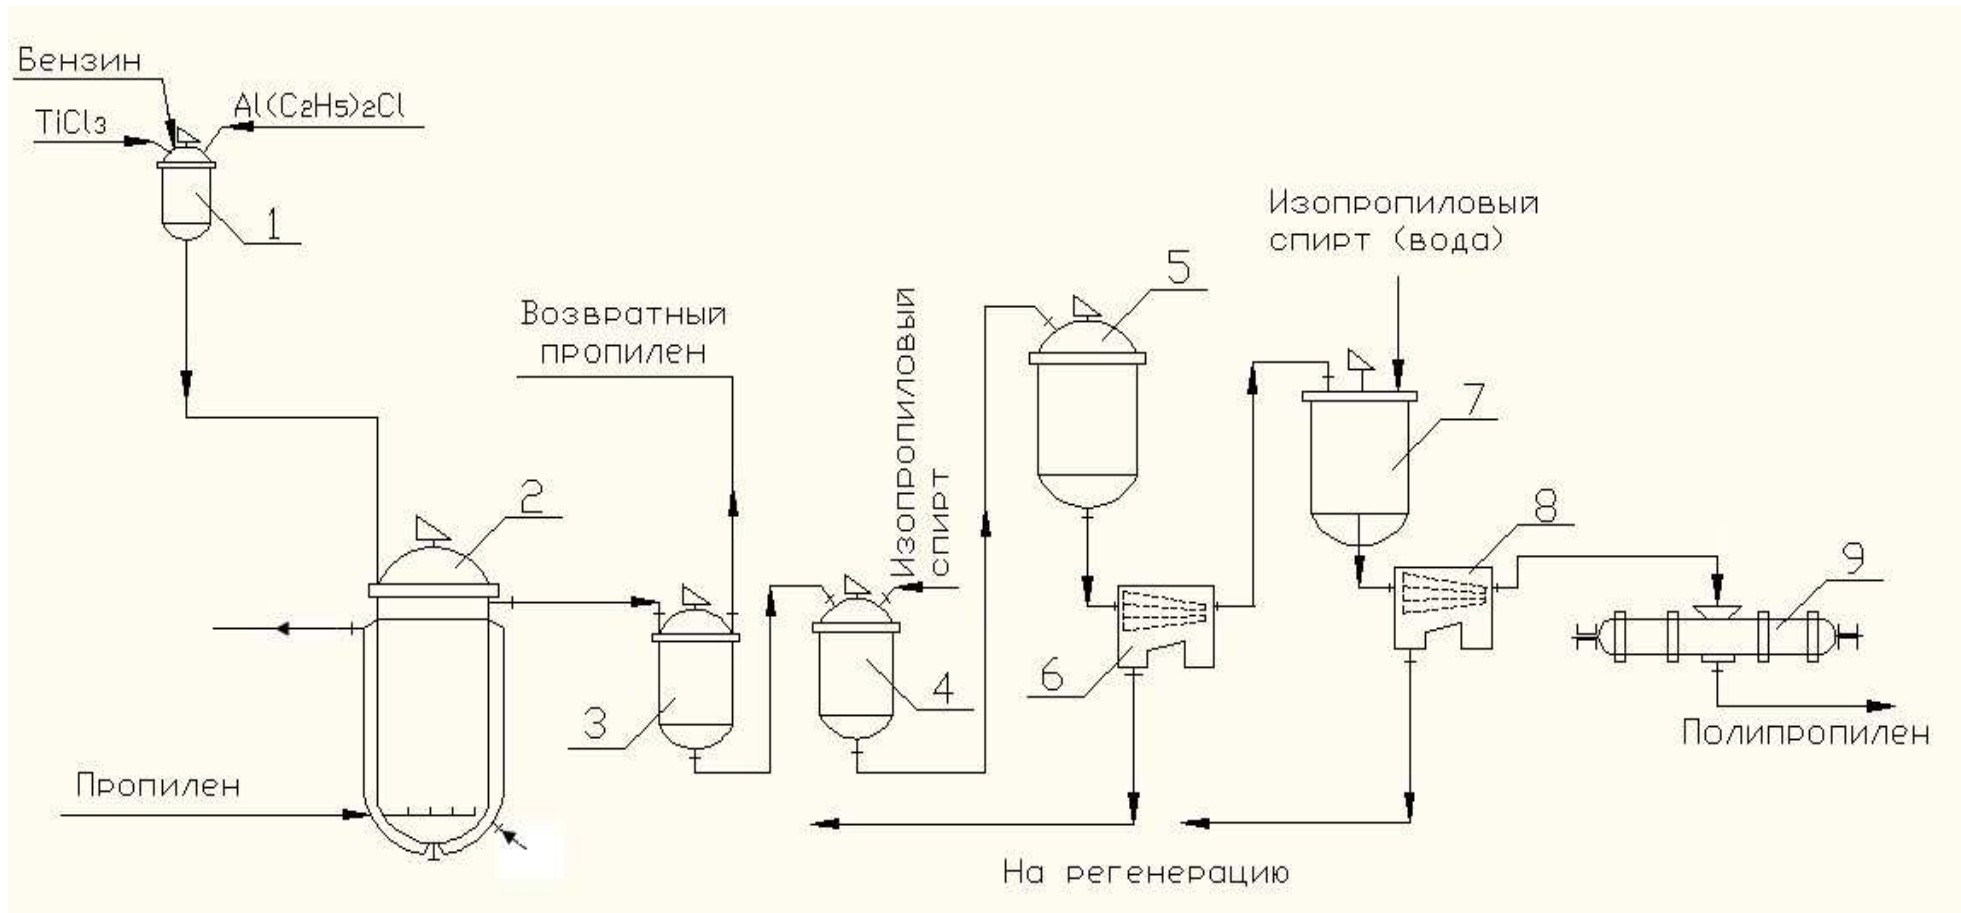 Бензин
TiCl₃
Al(C₂H₅)₂Cl
1
Изопропиловый
спирт (вода)
5
Возвратный
пропилен
Изопропиловый
спирт
7
2
8
9
6
4
3
Полипропилен
Пропилен
На регенерацию